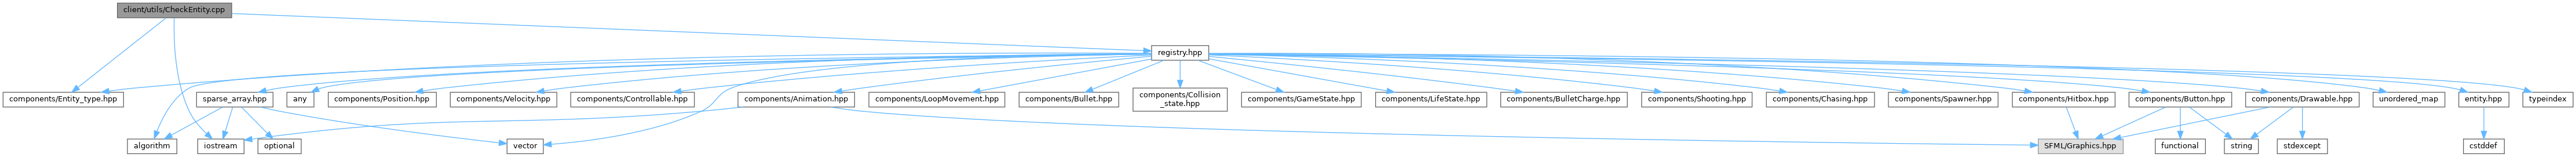 client/utils/CheckEntity.cpp
registry.hpp
components/Entity_type.hpp
sparse_array.hpp
any
components/Position.hpp
components/Velocity.hpp
components/Controllable.hpp
components/Animation.hpp
components/LoopMovement.hpp
components/Bullet.hpp
components/Collision
_state.hpp
components/GameState.hpp
components/LifeState.hpp
components/BulletCharge.hpp
components/Shooting.hpp
components/Chasing.hpp
components/Spawner.hpp
components/Hitbox.hpp
components/Button.hpp
components/Drawable.hpp
unordered_map
entity.hpp
typeindex
algorithm
iostream
optional
vector
SFML/Graphics.hpp
functional
string
stdexcept
cstddef